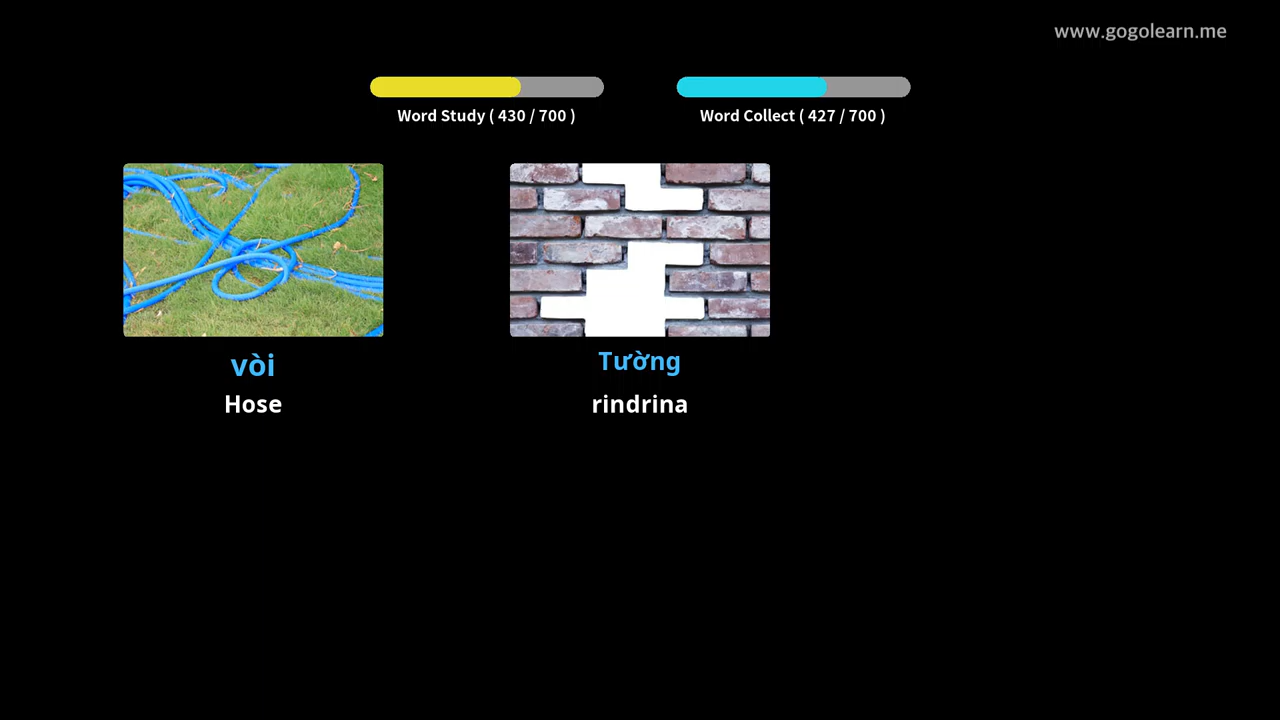 www.gogolearn.me
Word Study ( 430 / 700 )
Word Collect ( 427 / 700 )
vòi
Hose
Tường
rindrina